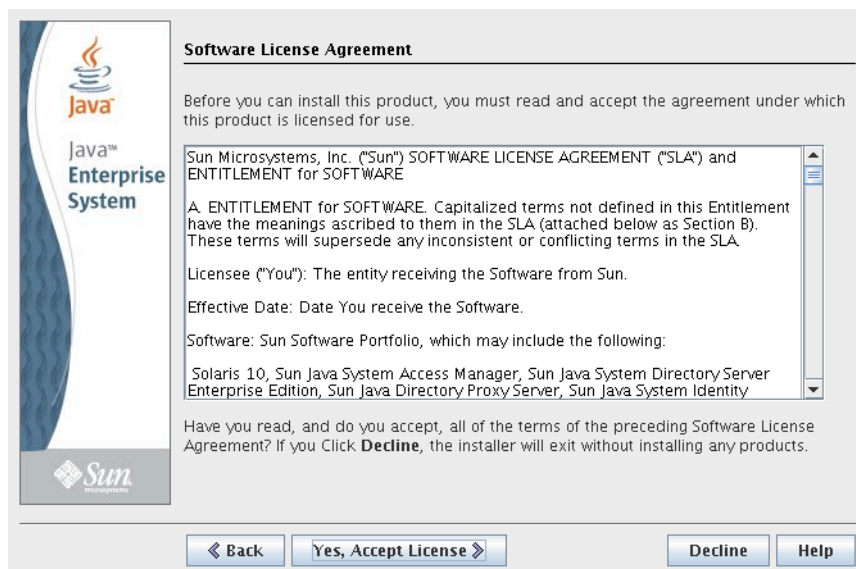 Java™
Java™
Enterprise
System
Sun
microsystems
Software License Agreement
Before you can install this product, you must read and accept the agreement under which
this product is licensed for use.
Sun Microsystems, Inc. ("Sun") SOFTWARE LICENSE AGREEMENT ("SLA") and
ENTITLEMENT for SOFTWARE
A. ENTITLEMENT for SOFTWARE. Capitalized terms not defined in this Entitlement
have the meanings ascribed to them in the SLA (attached below as Section B).
These terms will supersede any inconsistent or conflicting terms in the SLA.
Licensee ("You"): The entity receiving the Software from Sun.
Effective Date: Date You receive the Software.
Software: Sun Software Portfolio, which may include the following:
Solaris 10, Sun Java System Access Manager, Sun Java System Directory Server
Enterprise Edition, Sun Java Directory Proxy Server, Sun Java System Identity
Have you read, and do you accept, all of the terms of the preceding Software License
Agreement? If you Click Decline, the installer will exit without installing any products.
Back
Yes, Accept License
Decline
Help